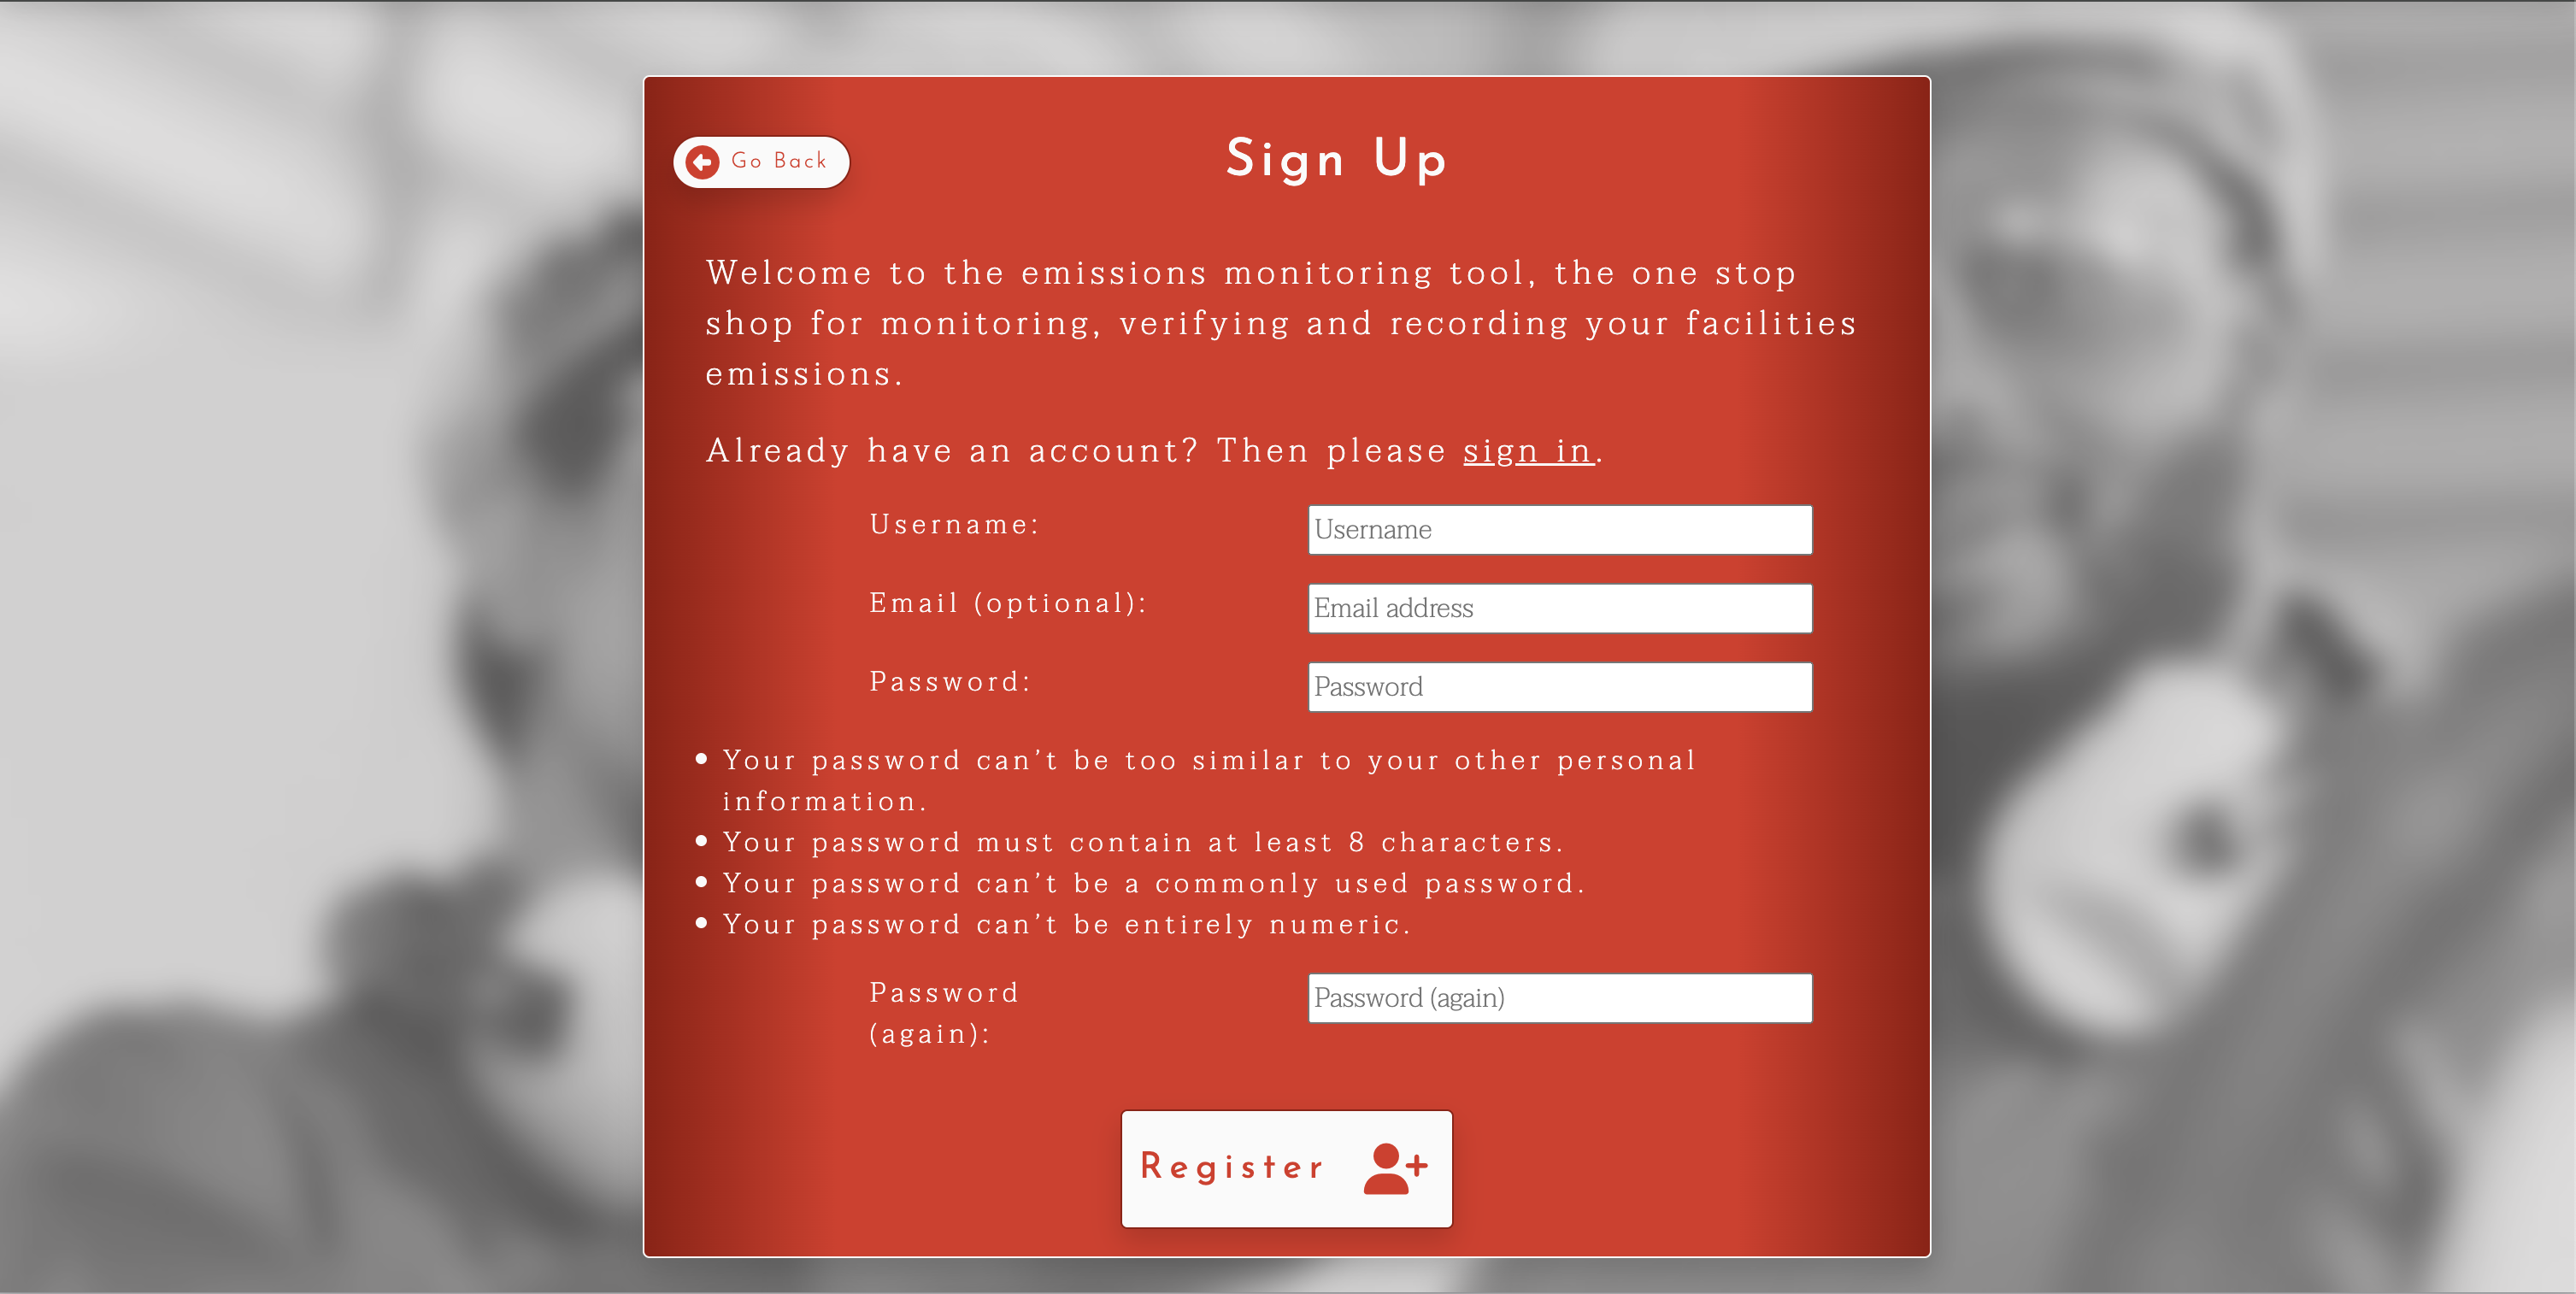 Go Back
Sign Up
Welcome to the emissions monitoring tool, the one stop
shop for monitoring, verifying and recording your facilities
emissions.
Already have an account? Then please sign in.
Username:
Username
Email (optional):
Email address
Password:
Password
Your password can’t be too similar to your other personal
information.
Your password must contain at least 8 characters.
Your password can’t be a commonly used password.
Your password can’t be entirely numeric.
Password
(again):
Password (again)
Register